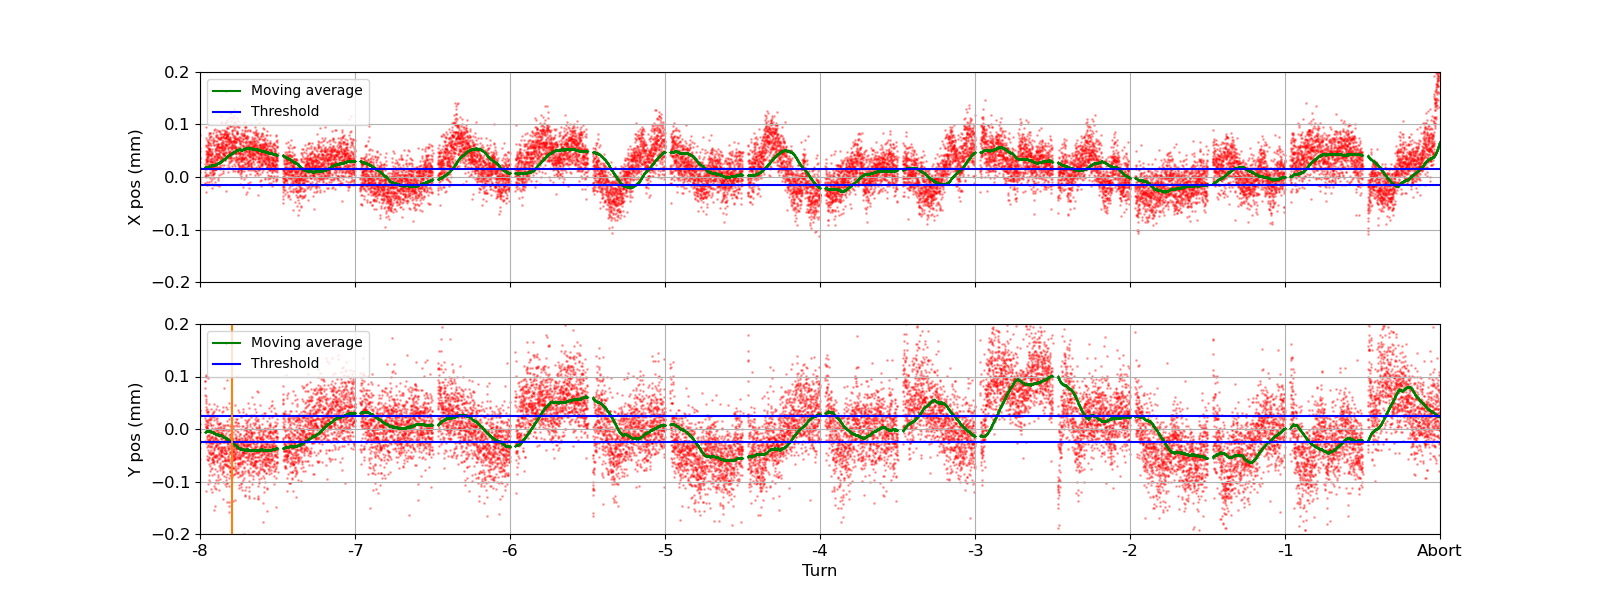 0.2
0.1
0.0
−0.1
−0.2
X pos (mm)
Moving average
Threshold
0.2
0.1
0.0
−0.1
−0.2
Y pos (mm)
Moving average
Threshold
-8 -7 -6 -5 -4 -3 -2 -1 Abort
Turn